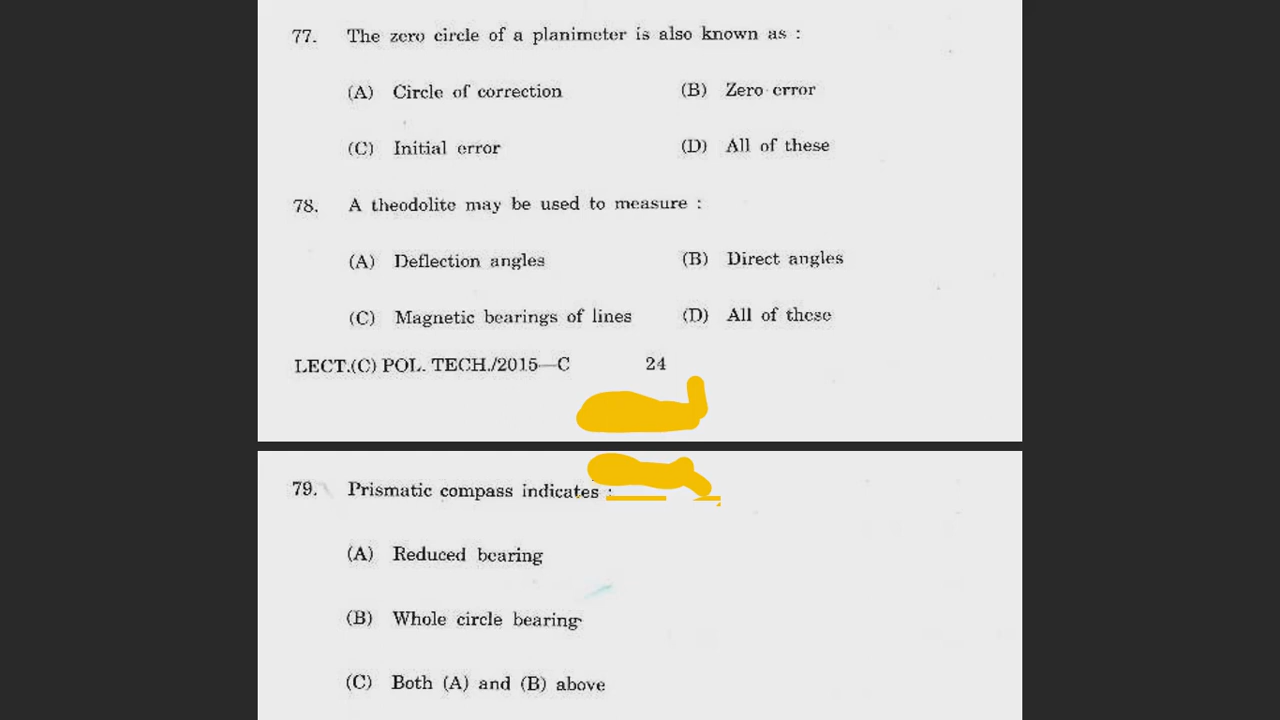 77. The zero circle of a planimeter is also known as :
(A) Circle of correction (B) Zero error
(C) Initial error (D) All of these
78. A theodolite may be used to measure :
(A) Deflection angles (B) Direct angles
(C) Magnetic bearings of lines (D) All of these
LECT.(C) POL. TECH./2015—C 24
79. Prismatic compass indicates :
(A) Reduced bearing
(B) Whole circle bearing
(C) Both (A) and (B) above